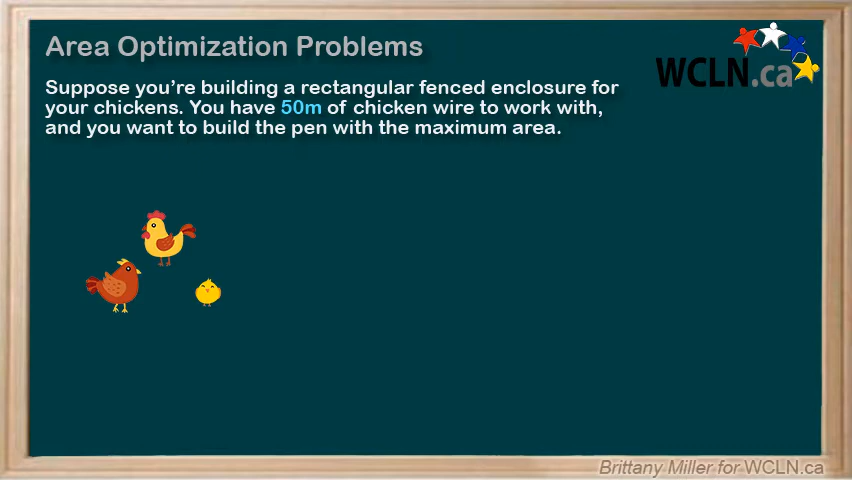 Area Optimization Problems
Suppose you're building a rectangular fenced enclosure for
your chickens. You have 50m of chicken wire to work with,
and you want to build the pen with the maximum area.
WCLN.ca
Brittany Miller for WCLN.ca